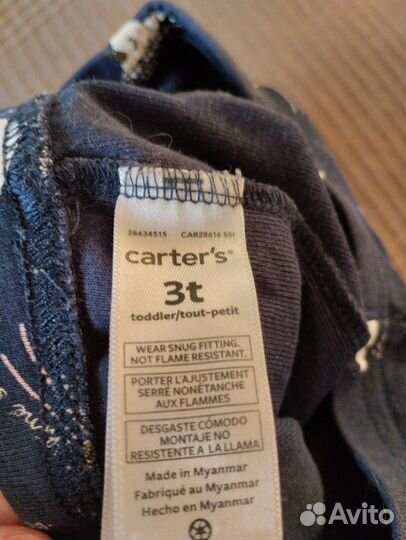 28434515 CAR28616 SSI
carter's®
3t
toddler/tout-petit
WEAR SNUG FITTING,
NOT FLAME RESISTANT.
PORTER L'AJUSTEMENT
SERRÉ NONÉTANCHE
AUX FLAMMES
DESGASTE CÓMODO
MONTAJE NO
RESISTENTE A LA LLAMA
Made in Myanmar
Fabriqué au Myanmar
Hecho en Myanmar
Avito